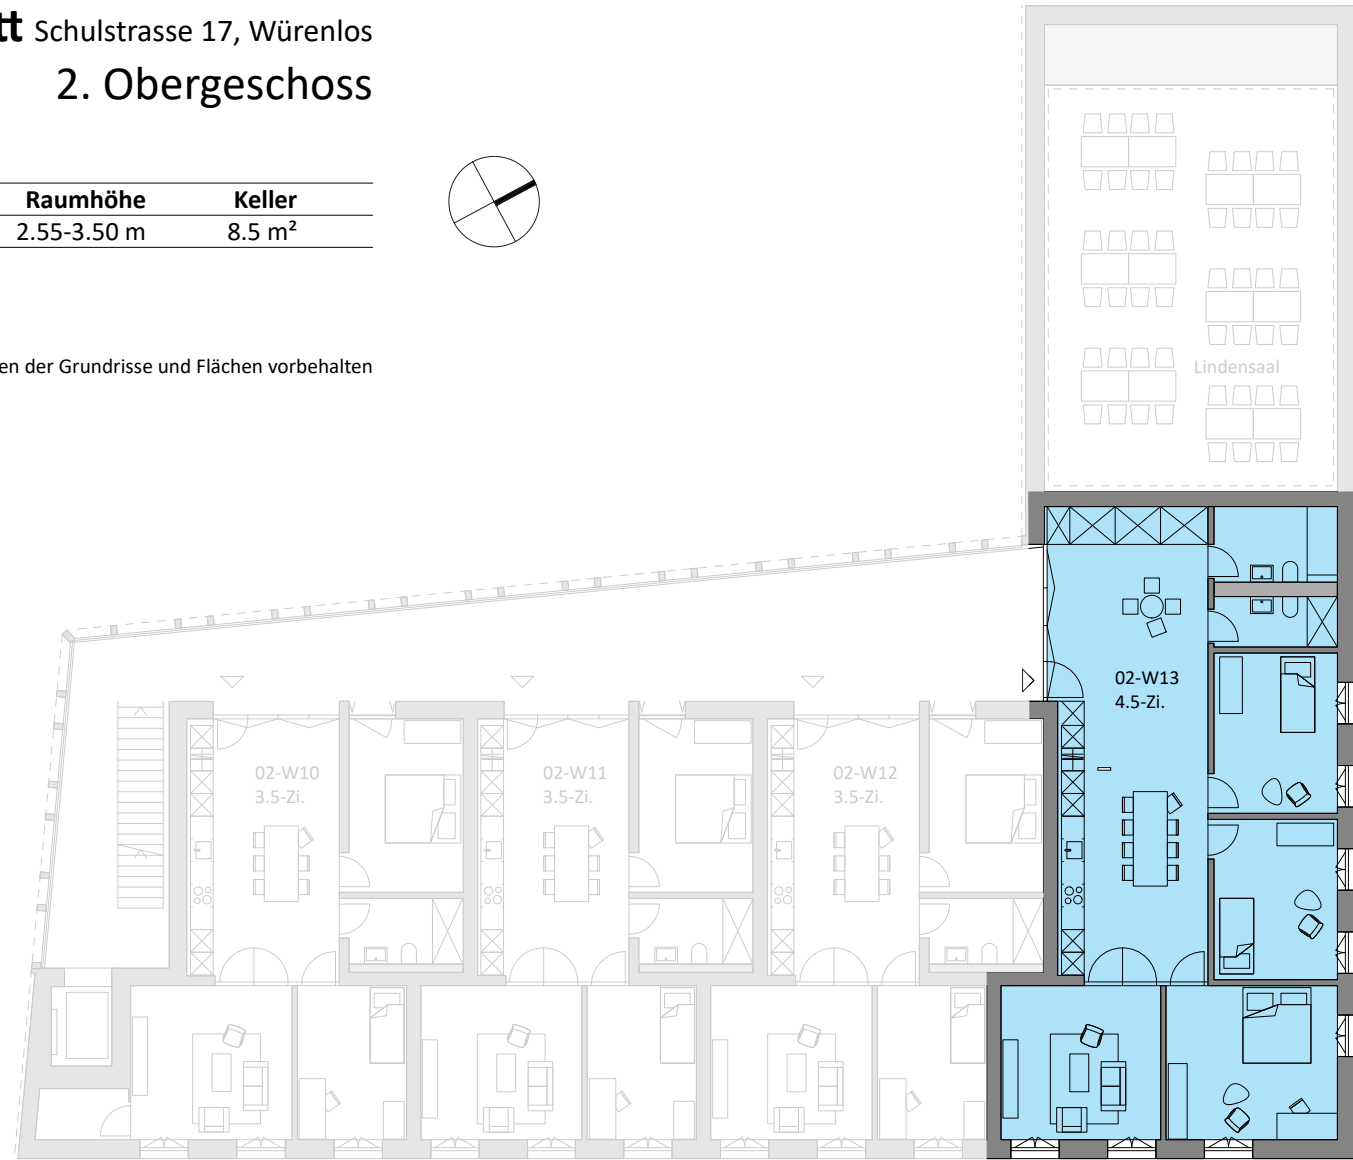 tt Schulstrasse 17, Würenlos
2. Obergeschoss
Raumhöhe Keller
2.55-3.50 m 8.5 m²
en der Grundrisse und Flächen vorbehalten
Lindensaal
02-W13
4.5-Zi.
02-W10
3.5-Zi.
02-W11
3.5-Zi.
02-W12
3.5-Zi.